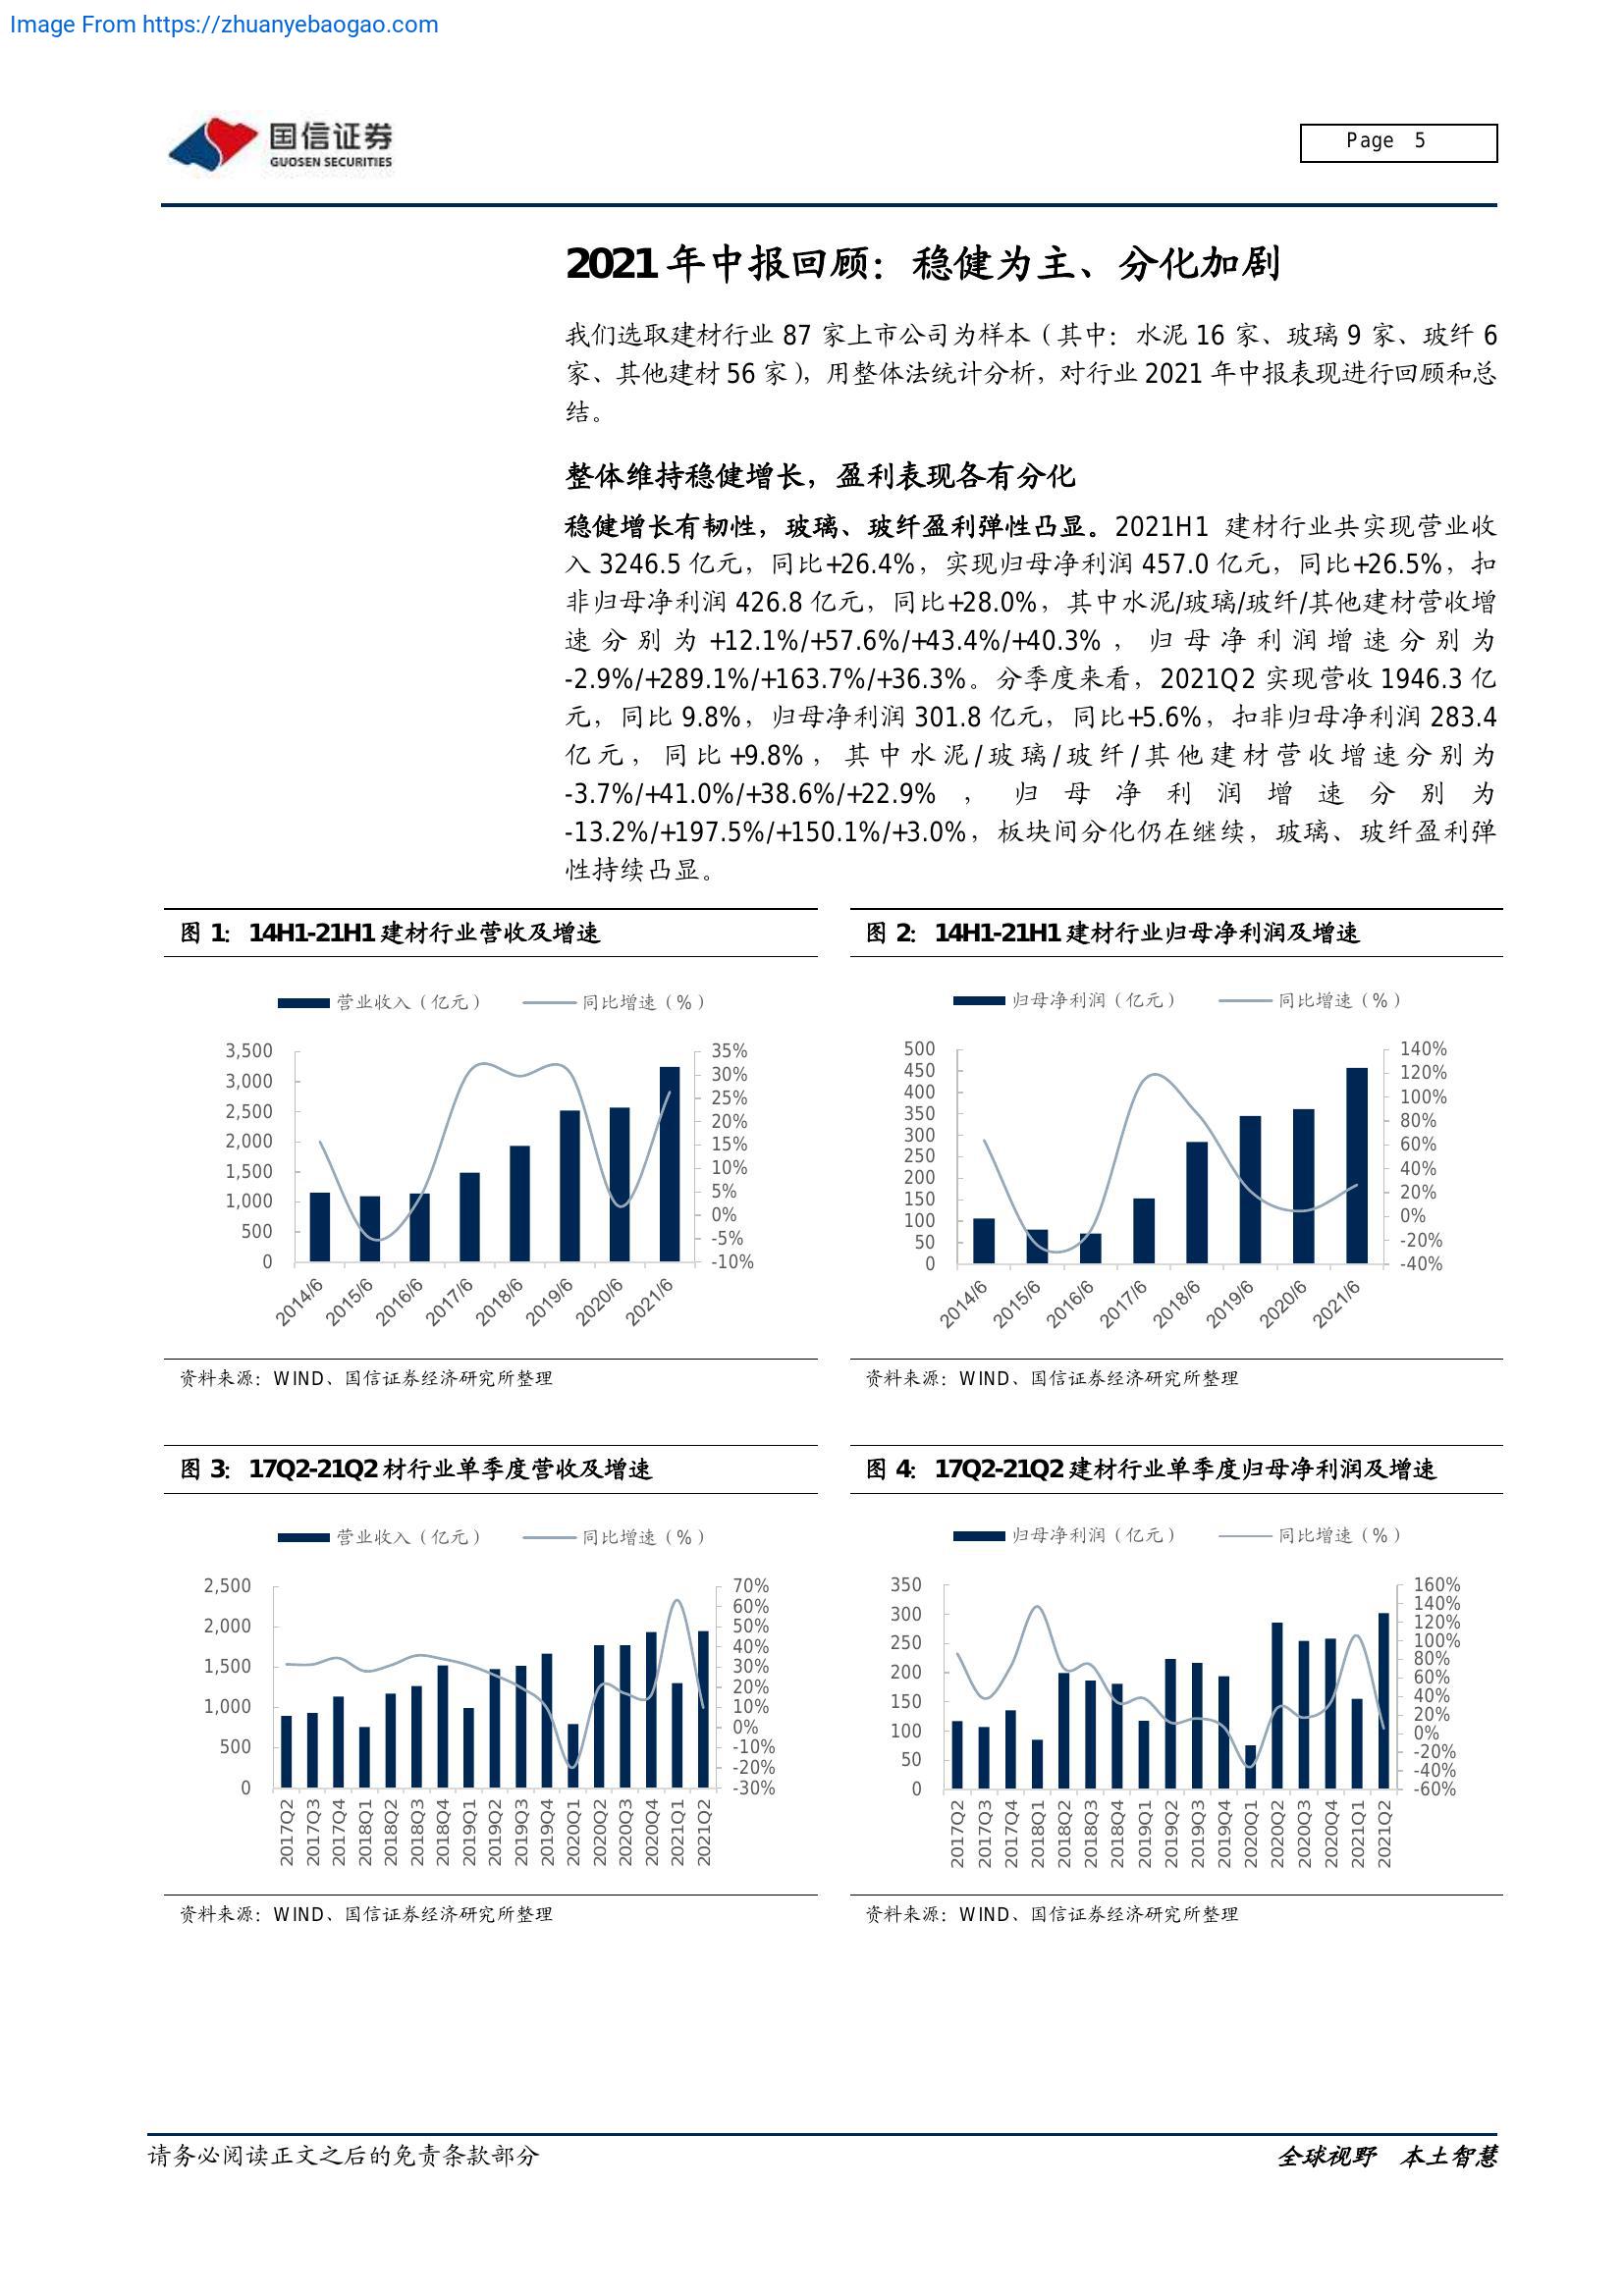 Image From https://zhuanyebaogao.com
国信证券
GUOSEN SECURITIES
Page 5
2021 年中报回顾：稳健为主、分化加剧
我们选取建材行业 87 家上市公司为样本（其中：水泥 16 家、玻璃 9 家、玻纤 6
家、其他建材 56 家），用整体法统计分析，对行业 2021 年中报表现进行回顾和总
结。
整体维持稳健增长，盈利表现各有分化
稳健增长有韧性，玻璃、玻纤盈利弹性凸显。2021H1 建材行业共实现营业收
入 3246.5 亿元，同比+26.4%，实现归母净利润 457.0 亿元，同比+26.5%，扣
非归母净利润 426.8 亿元，同比+28.0%，其中水泥/玻璃/玻纤/其他建材营收增
速分别为+12.1%/+57.6%/+43.4%/+40.3%，归母净利润增速分别为
-2.9%/+289.1%/+163.7%/+36.3%。分季度来看，2021Q2 实现营收 1946.3 亿
元，同比 9.8%，归母净利润 301.8 亿元，同比+5.6%，扣非归母净利润 283.4
亿元，同比+9.8%，其中水泥/玻璃/玻纤/其他建材营收增速分别为
-3.7%/+41.0%/+38.6%/+22.9%，归母净利润增速分别为
-13.2%/+197.5%/+150.1%/+3.0%，板块间分化仍在继续，玻璃、玻纤盈利弹
性持续凸显。
图 1：14H1-21H1 建材行业营收及增速
营业收入（亿元） 同比增速（%）
3,500
3,000
2,500
2,000
1,500
1,000
500
0
35%
30%
25%
20%
15%
10%
5%
0%
-5%
-10%
2014/6 2015/6 2016/6 2017/6 2018/6 2019/6 2020/6 2021/6
资料来源：WIND、国信证券经济研究所整理
图 2：14H1-21H1 建材行业归母净利润及增速
归母净利润（亿元） 同比增速（%）
500
450
400
350
300
250
200
150
100
50
0
140%
120%
100%
80%
60%
40%
20%
0%
-20%
-40%
2014/6 2015/6 2016/6 2017/6 2018/6 2019/6 2020/6 2021/6
资料来源：WIND、国信证券经济研究所整理
图 3：17Q2-21Q2 材行业单季度营收及增速
营业收入（亿元） 同比增速（%）
2,500
2,000
1,500
1,000
500
0
70%
60%
50%
40%
30%
20%
10%
0%
-10%
-20%
-30%
2017Q2 2017Q3 2017Q4 2018Q1 2018Q2 2018Q3 2018Q4 2019Q1 2019Q2 2019Q3 2019Q4 2020Q1 2020Q2 2020Q3 2020Q4 2021Q1 2021Q2
资料来源：WIND、国信证券经济研究所整理
图 4：17Q2-21Q2 建材行业单季度归母净利润及增速
归母净利润（亿元） 同比增速（%）
350
300
250
200
150
100
50
0
160%
140%
120%
100%
80%
60%
40%
20%
0%
-20%
-40%
-60%
2017Q2 2017Q3 2017Q4 2018Q1 2018Q2 2018Q3 2018Q4 2019Q1 2019Q2 2019Q3 2019Q4 2020Q1 2020Q2 2020Q3 2020Q4 2021Q1 2021Q2
资料来源：WIND、国信证券经济研究所整理
请务必阅读正文之后的免责条款部分
全球视野 本土智慧